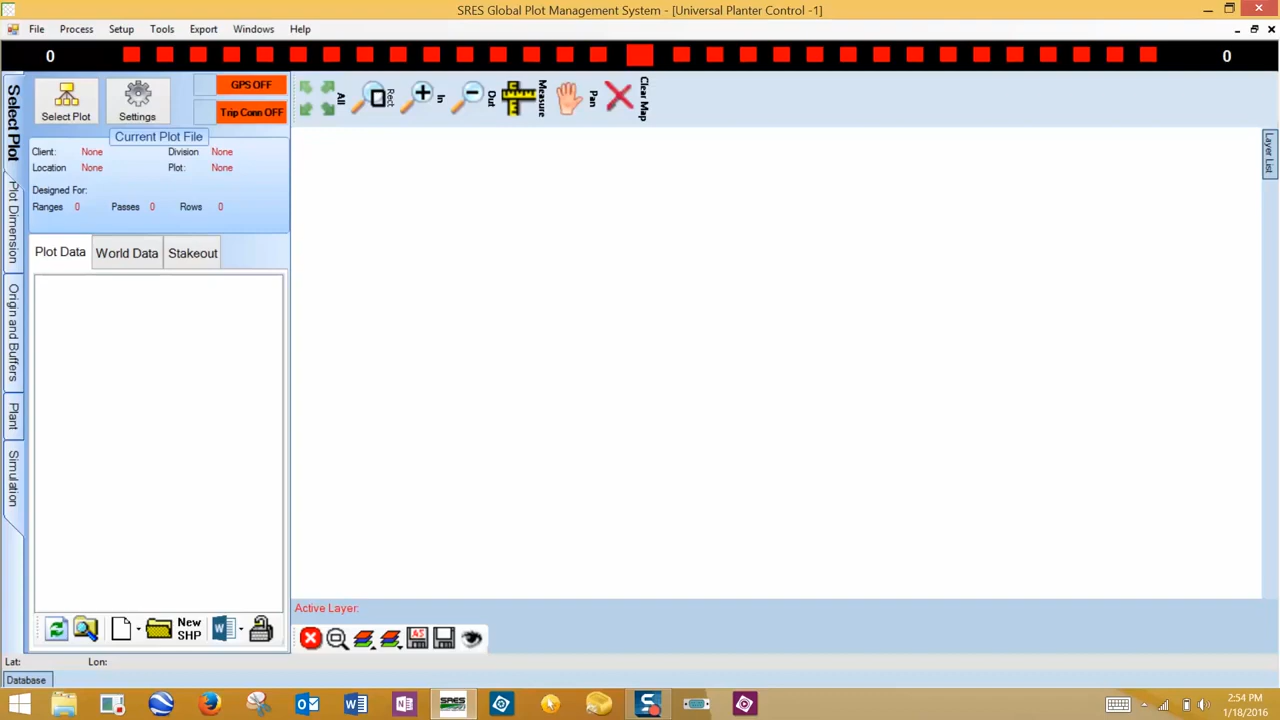 SRES Global Plot Management System - [Universal Planter Control -1]
File Process Setup Tools Export Windows Help
0 0
Select Plot
Plot Dimension
Origin and Buffers
Plant
Simulation
Select Plot Settings
GPS OFF
Trip Conn OFF
Current Plot File
Client: None Division None
Location None Plot: None
Designed For:
Ranges 0 Passes 0 Rows 0
Plot Data World Data Stakeout
New
SHP
All Rect In Out Measure Pan Clear Map
Layer List
Active Layer:
Lat: Lon:
Database
SRES
2:54 PM
1/18/2016